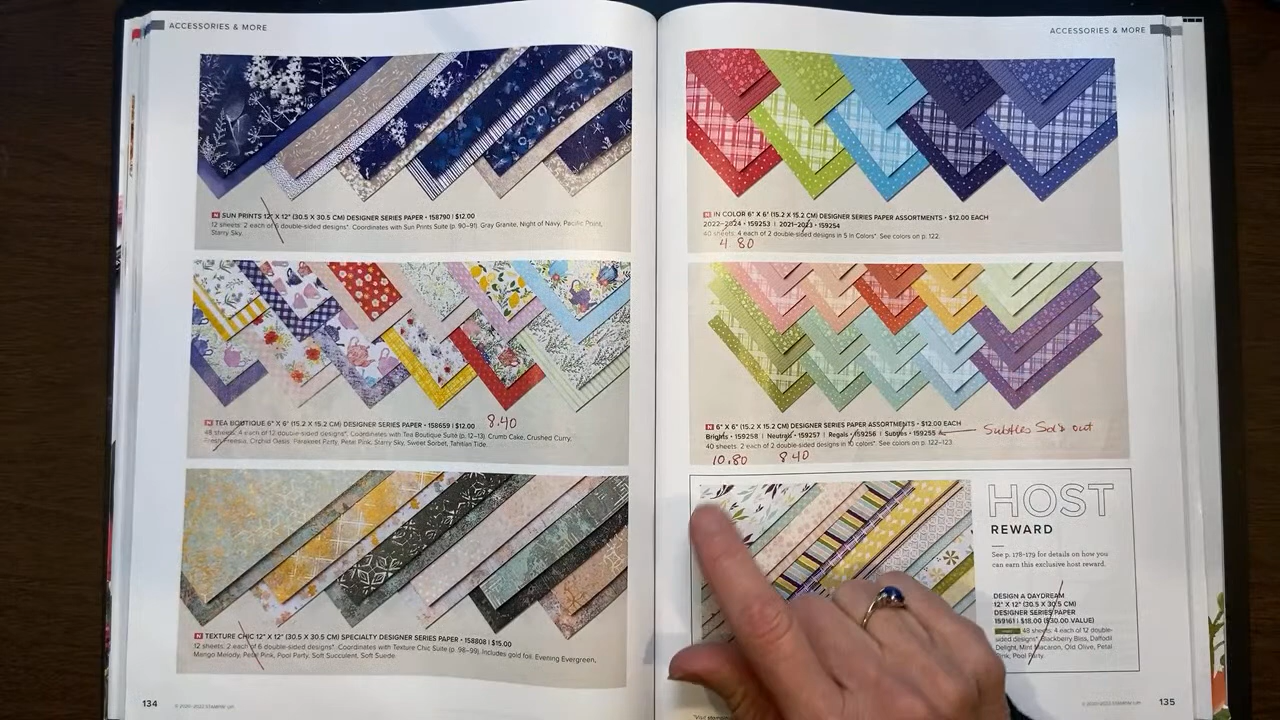 ACCESSORIES & MORE
N SUN PRINTS 12" X 12" (30.5 X 30.5 CM) DESIGNER SERIES PAPER • 158790 | $12.00
12 sheets: 2 each of 6 double-sided designs*. Coordinates with Sun Prints Suite (p. 90–91). Gray Granite, Night of Navy, Pacific Point,
Starry Sky.
N TEA BOUTIQUE 6" X 6" (15.2 X 15.2 CM) DESIGNER SERIES PAPER • 158659 | $12.00 8.40
48 sheets: 4 each of 12 double-sided designs*. Coordinates with Tea Boutique Suite (p. 12–13). Crumb Cake, Crushed Curry,
Fresh Freesia, Orchid Oasis, Parakeet Party, Petal Pink, Starry Sky, Sweet Sorbet, Tahitian Tide.
N TEXTURE CHIC 12" X 12" (30.5 X 30.5 CM) SPECIALTY DESIGNER SERIES PAPER • 158808 | $15.00
12 sheets: 2 each of 6 double-sided designs*. Coordinates with Texture Chic Suite (p. 98–99). Includes gold foil. Evening Evergreen,
Mango Melody, Petal Pink, Pool Party, Soft Succulent, Soft Suede.
134
ACCESSORIES & MORE
N IN COLOR 6" X 6" (15.2 X 15.2 CM) DESIGNER SERIES PAPER ASSORTMENTS • $12.00 EACH
2022–2024 • 159253 | 2021–2023 • 159254
40 sheets: 4 each of 2 double-sided designs in 5 In Colors*. See colors on p. 122.
4.80
N 6" X 6" (15.2 X 15.2 CM) DESIGNER SERIES PAPER ASSORTMENTS • $12.00 EACH
Brights • 159258 | Neutrals • 159257 | Regals • 159256 | Subtles • 159255 Subtles Sold out
40 sheets: 2 each of 2 double-sided designs in 10 colors*. See colors on p. 122–123.
10.80 8.40
HOST
REWARD
See p. 178–179 for details on how you
can earn this exclusive host reward.
DESIGN A DAYDREAM
12" X 12" (30.5 X 30.5 CM)
DESIGNER SERIES PAPER
159161 | $18.00 ($30.00 VALUE)
48 sheets: 4 each of 12 double-
sided designs*. Blackberry Bliss, Daffodil
Delight, Mint Macaron, Old Olive, Petal
Pink, Pool Party.
135